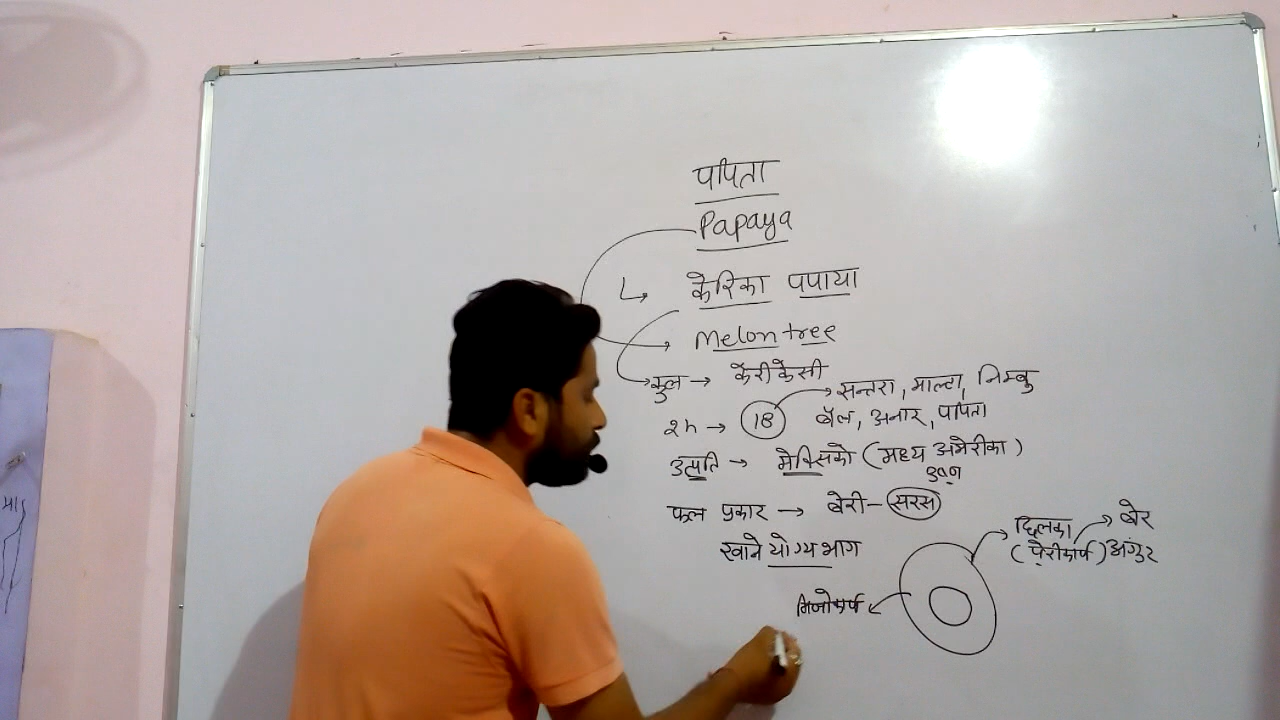 पपिता
Papaya
केरिका पपाया
Melon tree
कुल → केरीकेसी
2n → 18 → सन्तरा, माल्टा, निम्बु
बेल, अनार, पपिता
उत्पति → मेक्सिको (मध्य अमेरीका)
फल प्रकार → बेरी - सरस
खाने योग्य भाग
छिलका
(पेरीकार्प) → बेर
अंगुर
मिजोकार्प